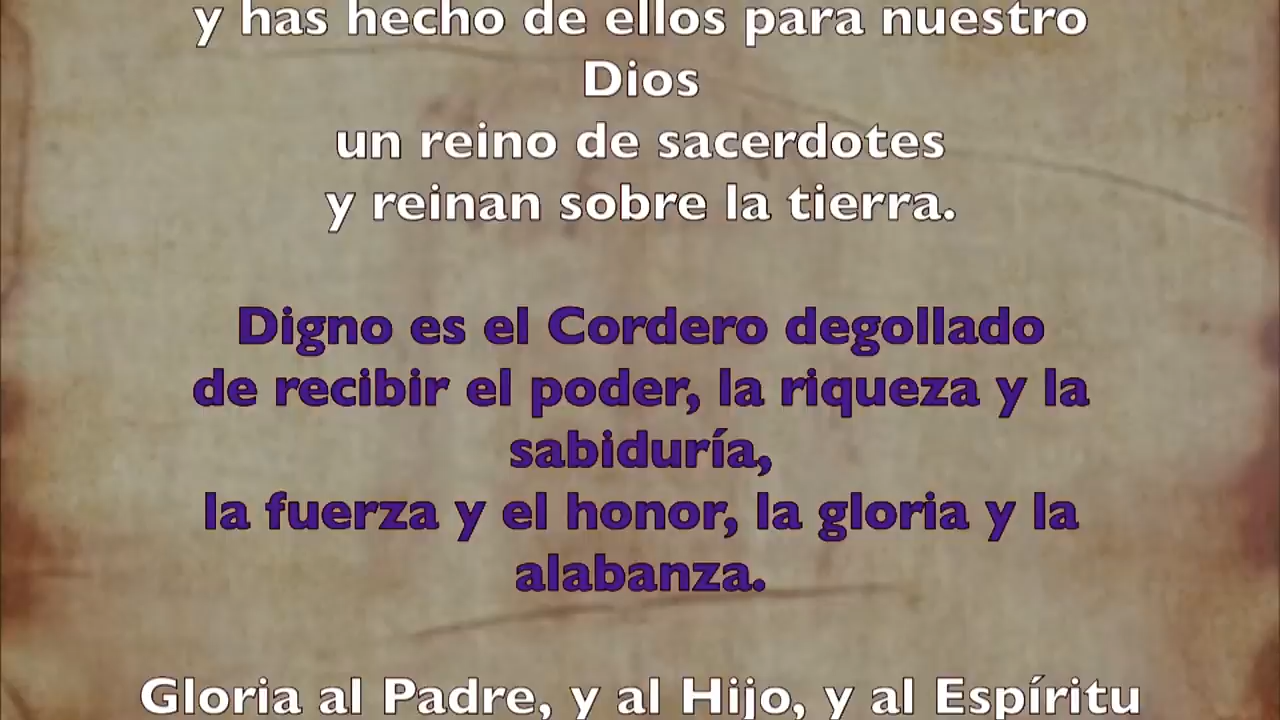 y has hecho de ellos para nuestro
Dios
un reino de sacerdotes
y reinan sobre la tierra.
Digno es el Cordero degollado
de recibir el poder, la riqueza y la
sabiduría,
la fuerza y el honor, la gloria y la
alabanza.
Gloria al Padre, y al Hijo, y al Espíritu